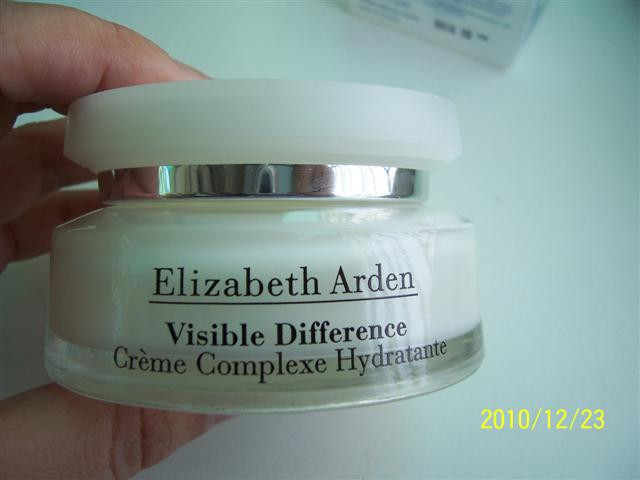 Elizabeth Arden
Visible Difference
Crème Complexe Hydratante
2010/12/23